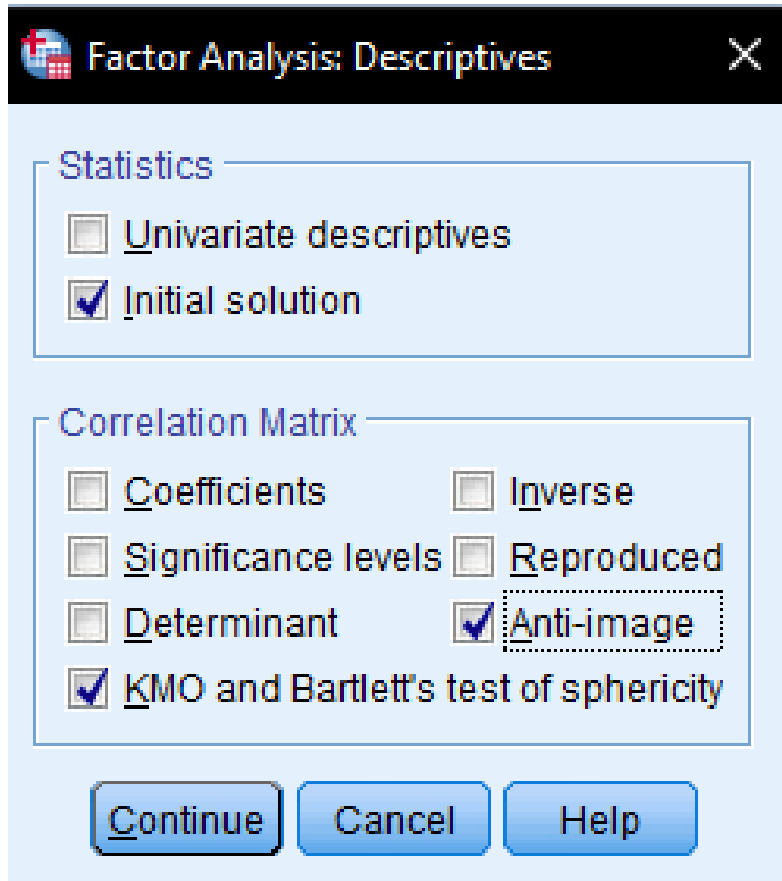 Factor Analysis: Descriptives
Statistics
Univariate descriptives
Initial solution
Correlation Matrix
Coefficients Inverse
Significance levels Reproduced
Determinant Anti-image
KMO and Bartlett's test of sphericity
Continue Cancel Help